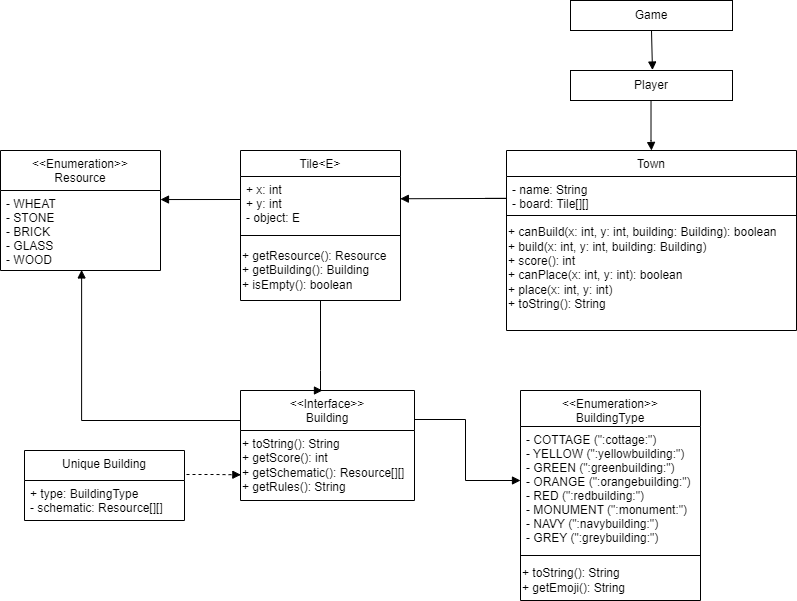 Game
Player
<<Enumeration>>
Resource
- WHEAT
- STONE
- BRICK
- GLASS
- WOOD
Tile<E>
+ x: int
+ y: int
- object: E
+ getResource(): Resource
+ getBuilding(): Building
+ isEmpty(): boolean
Town
- name: String
- board: Tile[][]
+ canBuild(x: int, y: int, building: Building): boolean
+ build(x: int, y: int, building: Building)
+ score(): int
+ canPlace(x: int, y: int): boolean
+ place(x: int, y: int)
+ toString(): String
<<Interface>>
Building
+ toString(): String
+ getScore(): int
+ getSchematic(): Resource[][]
+ getRules(): String
Unique Building
+ type: BuildingType
- schematic: Resource[][]
<<Enumeration>>
BuildingType
- COTTAGE (":cottage:")
- YELLOW (":yellowbuilding:")
- GREEN (":greenbuilding:")
- ORANGE (":orangebuilding:)
- RED (":redbuilding:")
- MONUMENT (":monument:")
- NAVY (":navybuilding:")
- GREY (":greybuilding:")
+ toString(): String
+ getEmoji(): String